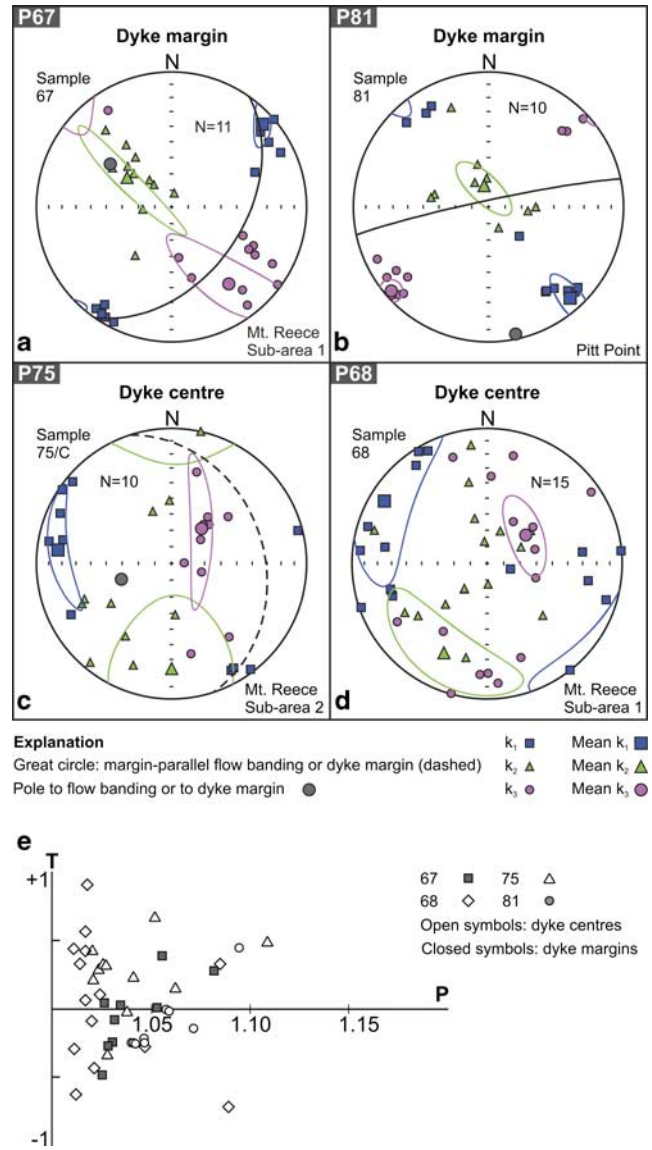 P67
Dyke margin
N
Sample
67
N=11
a
Mt. Reece
Sub-area 1
P81
Dyke margin
N
Sample
81
N=10
b
Pitt Point
P75
Dyke centre
N
Sample
75/C
N=10
c
Mt. Reece
Sub-area 2
P68
Dyke centre
N
Sample
68
N=15
d
Mt. Reece
Sub-area 1
Explanation
Great circle: margin-parallel flow banding or dyke margin (dashed)
Pole to flow banding or to dyke margin
k₁ Mean k₁
k₂ Mean k₂
k₃ Mean k₃
e
T
+1
67 75
68 81
Open symbols: dyke centres
Closed symbols: dyke margins
P
1.05 1.10 1.15
-1